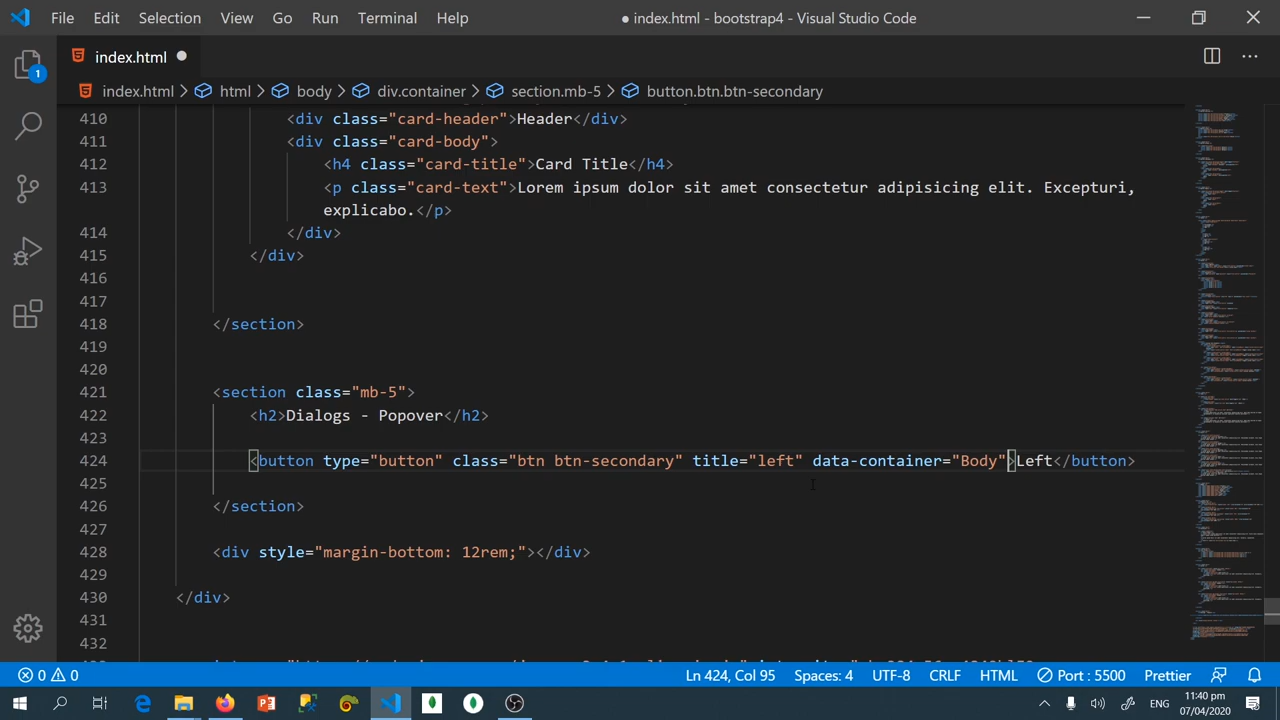 File Edit Selection View Go Run Terminal Help ● index.html - bootstrap4 - Visual Studio Code
index.html
index.html > html > body > div.container > section.mb-5 > button.btn.btn-secondary
410 <div class="card-header">Header</div>
411 <div class="card-body">
412 <h4 class="card-title">Card Title</h4>
413 <p class="card-text">Lorem ipsum dolor sit amet consectetur adipisicing elit. Excepturi,
explicabo.</p>
414 </div>
415 </div>
416
417
418 </section>
419
420
421 <section class="mb-5">
422 <h2>Dialogs - Popover</h2>
423
424 <button type="button" class="btn btn-secondary" title="left" data-container="Body">Left</button>
425
426 </section>
427
428 <div style="margin-bottom: 12rem;"></div>
429
430 </div>
431
432
1
0 0 Ln 424, Col 95 Spaces: 4 UTF-8 CRLF HTML Port : 5500 Prettier
ENG 11:40 pm
07/04/2020